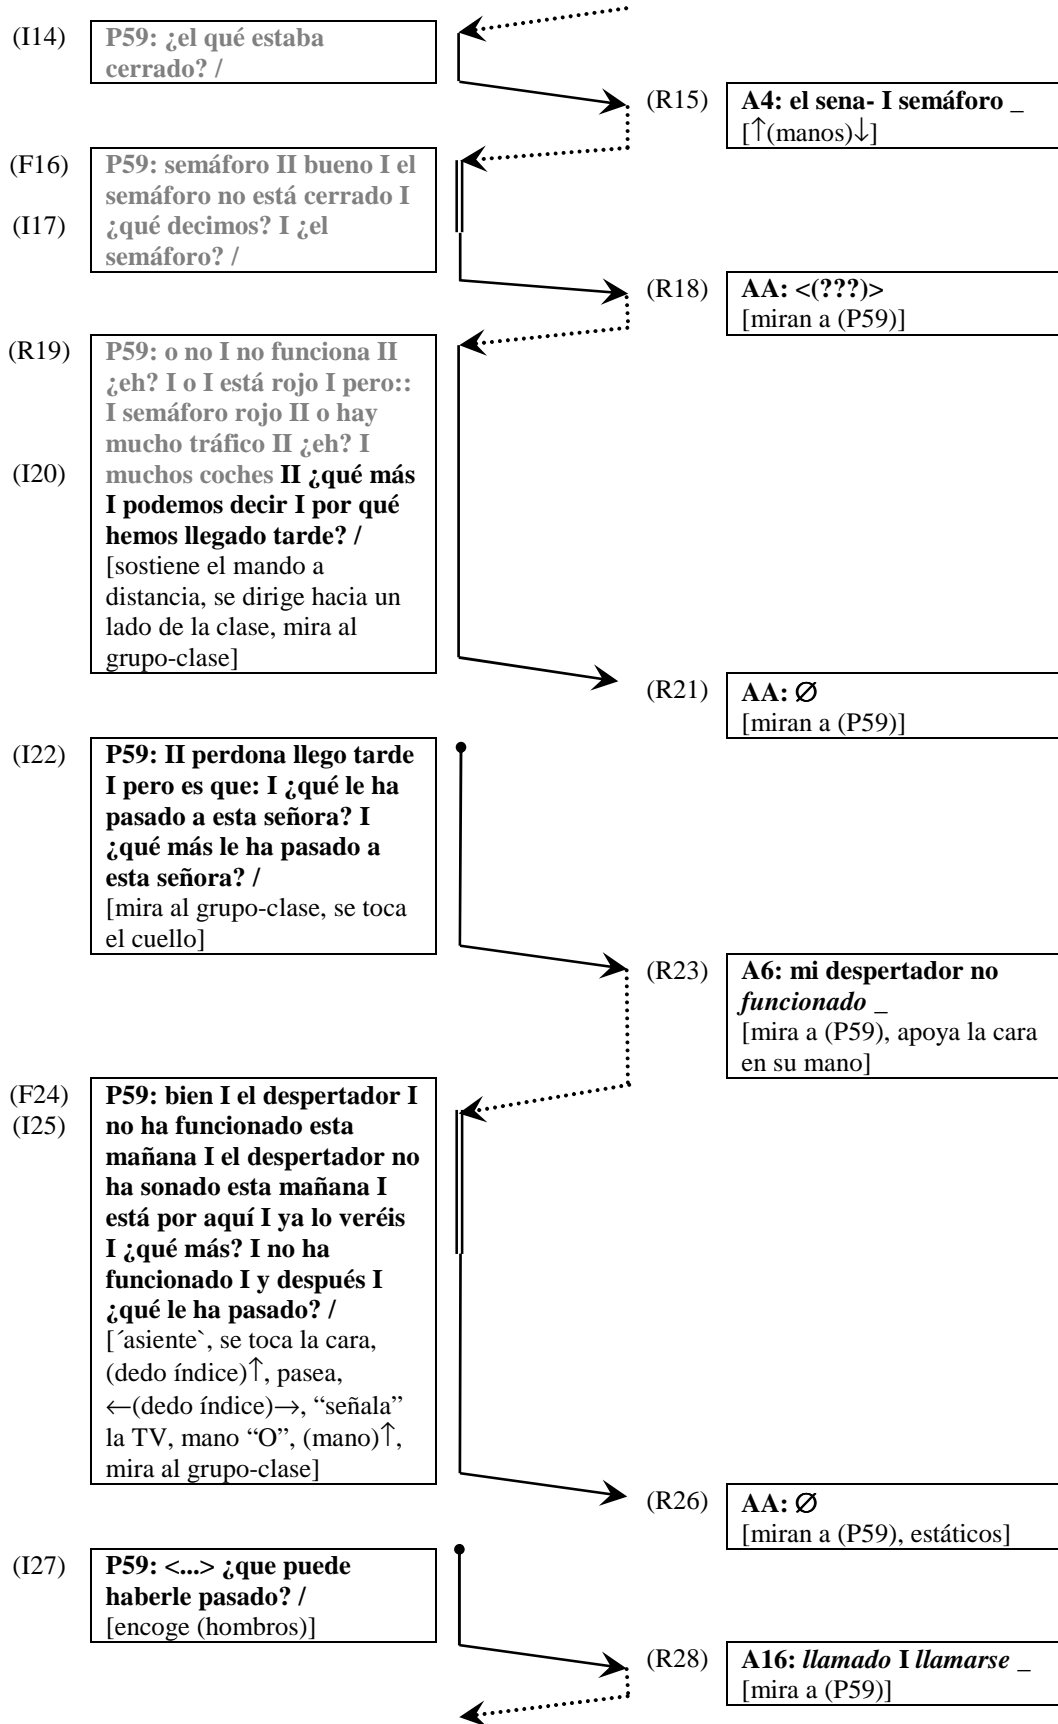 (I14)
P59: ¿el qué estaba
cerrado? /
(R15)
A4: el sena- I semáforo _
[↑(manos)↓]
(F16)
P59: semáforo II bueno I el
semáforo no está cerrado I
(I17)
¿qué decimos? I ¿el
semáforo? /
(R18)
AA: <(???)>
[miran a (P59)]
(R19)
P59: o no I no funciona II
¿eh? I o I está rojo I pero::
I semáforo rojo II o hay
mucho tráfico II ¿eh? I
(I20)
muchos coches II ¿qué más
I podemos decir I por qué
hemos llegado tarde? /
[sostiene el mando a
distancia, se dirige hacia un
lado de la clase, mira al
grupo-clase]
(R21)
AA: Ø
[miran a (P59)]
(I22)
P59: II perdona llego tarde
I pero es que: I ¿qué le ha
pasado a esta señora? I
¿qué más le ha pasado a
esta señora? /
[mira al grupo-clase, se toca
el cuello]
(R23)
A6: mi despertador no
funcionado _
[mira a (P59), apoya la cara
en su mano]
(F24)
P59: bien I el despertador I
(I25)
no ha funcionado esta
mañana I el despertador no
ha sonado esta mañana I
está por aquí I ya lo veréis
I ¿qué más? I no ha
funcionado I y después I
¿qué le ha pasado? /
[´asiente`, se toca la cara,
(dedo índice)↑, pasea,
←(dedo índice)→, “señala”
la TV, mano “O”, (mano)↑,
mira al grupo-clase]
(R26)
AA: Ø
[miran a (P59), estáticos]
(I27)
P59: <...> ¿que puede
haberle pasado? /
[encoge (hombros)]
(R28)
A16: llamado I llamarse _
[mira a (P59)]